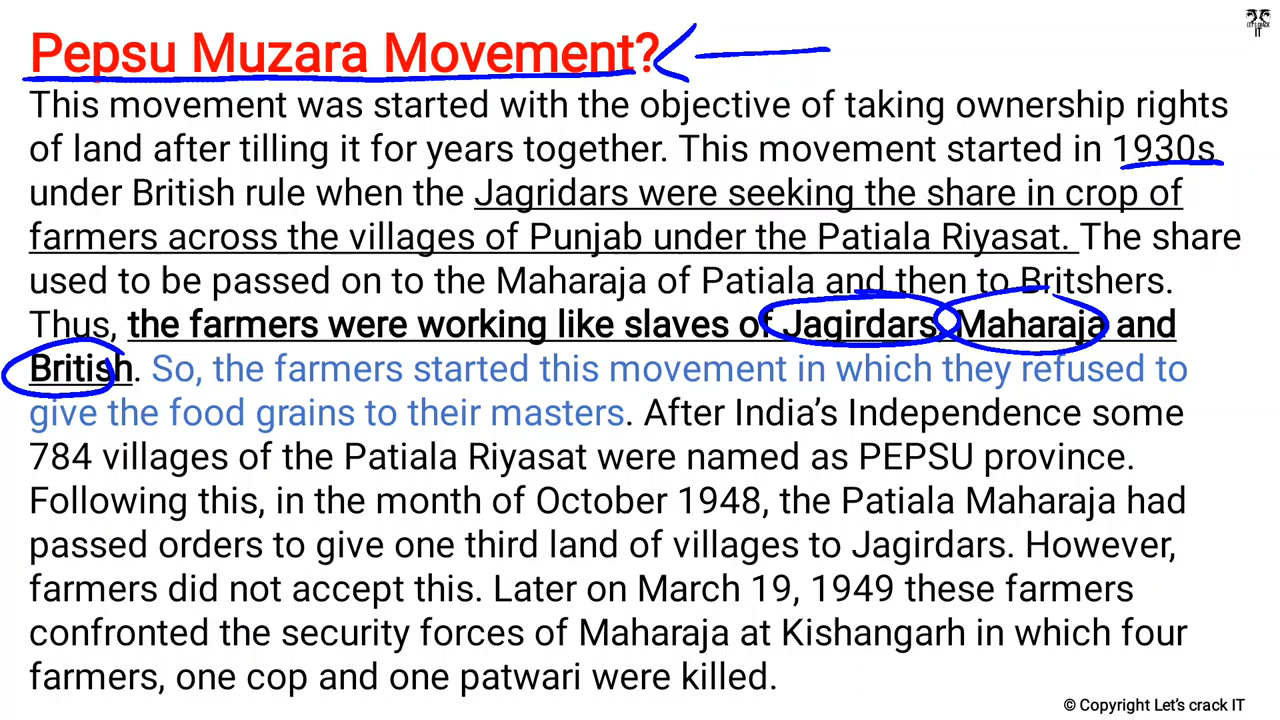 LET'S CRACK
IT
Pepsu Muzara Movement?
This movement was started with the objective of taking ownership rights
of land after tilling it for years together. This movement started in 1930s
under British rule when the Jagridars were seeking the share in crop of
farmers across the villages of Punjab under the Patiala Riyasat. The share
used to be passed on to the Maharaja of Patiala and then to Britshers.
Thus, the farmers were working like slaves of Jagirdars, Maharaja and
British. So, the farmers started this movement in which they refused to
give the food grains to their masters. After India's Independence some
784 villages of the Patiala Riyasat were named as PEPSU province.
Following this, in the month of October 1948, the Patiala Maharaja had
passed orders to give one third land of villages to Jagirdars. However,
farmers did not accept this. Later on March 19, 1949 these farmers
confronted the security forces of Maharaja at Kishangarh in which four
farmers, one cop and one patwari were killed.
© Copyright Let's crack IT